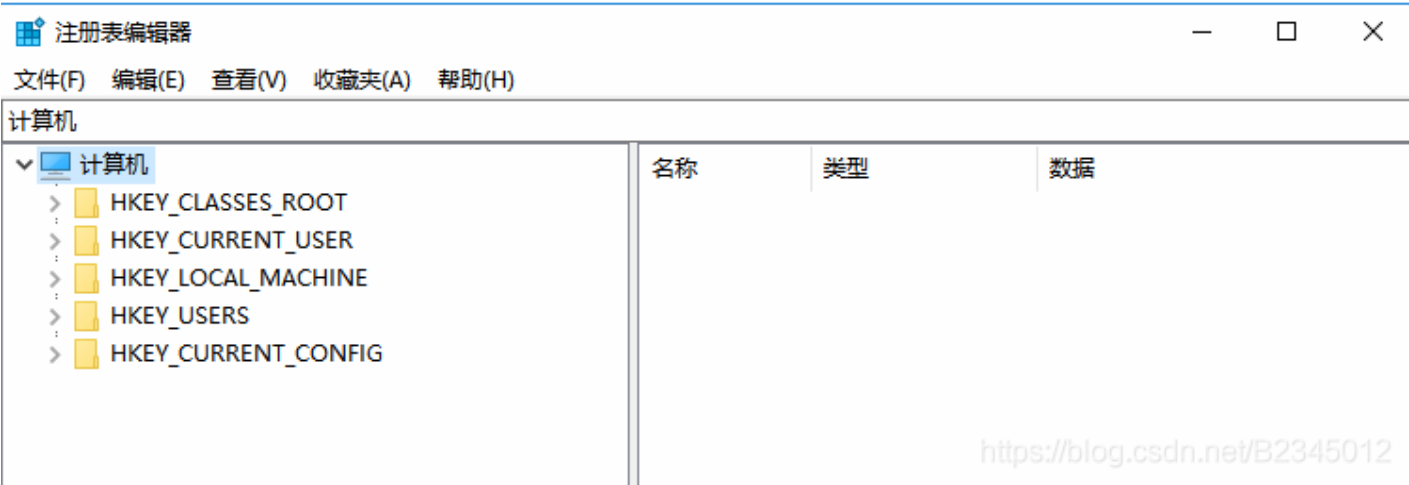 注册表编辑器
文件(F) 编辑(E) 查看(V) 收藏夹(A) 帮助(H)
计算机
计算机
名称 类型 数据
HKEY_CLASSES_ROOT
HKEY_CURRENT_USER
HKEY_LOCAL_MACHINE
HKEY_USERS
HKEY_CURRENT_CONFIG
https://blog.csdn.net/B2345012